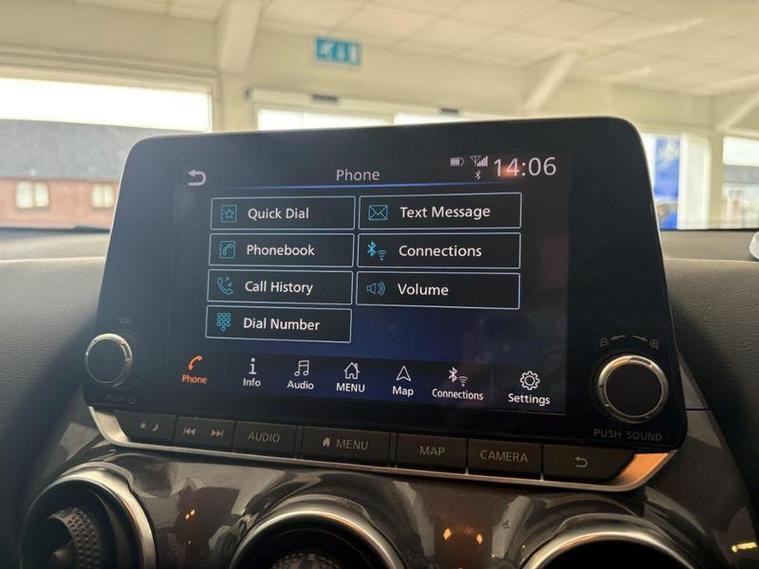 Phone
14:06
Quick Dial
Text Message
Phonebook
Connections
Call History
Volume
Dial Number
Phone
Info
Audio
MENU
Map
Connections
Settings
VOL
PUSH
PUSH SOUND
AUDIO
MENU
MAP
CAMERA